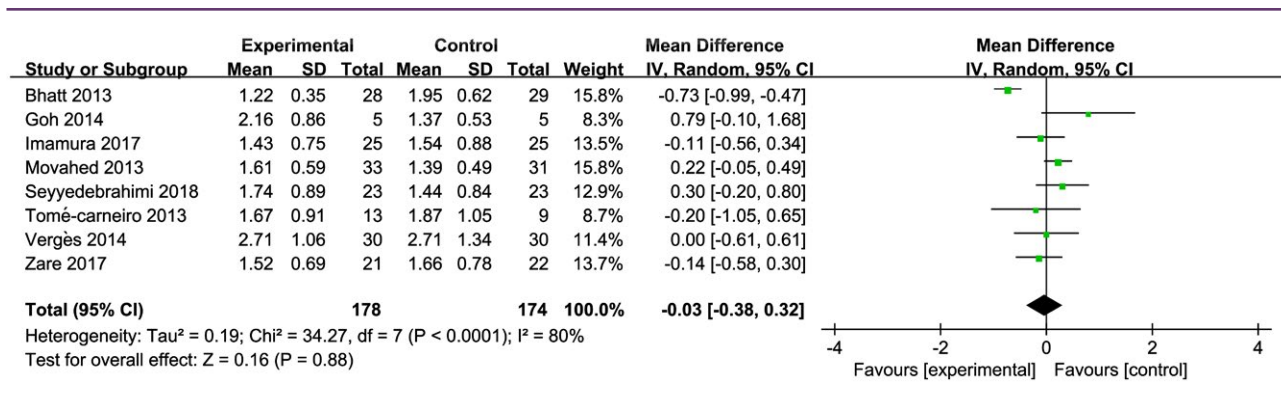 Experimental Control Mean Difference Mean Difference
Study or Subgroup Mean SD Total Mean SD Total Weight IV, Random, 95% CI IV, Random, 95% CI
Bhatt 2013 1.22 0.35 28 1.95 0.62 29 15.8% -0.73 [-0.99, -0.47]
Goh 2014 2.16 0.86 5 1.37 0.53 5 8.3% 0.79 [-0.10, 1.68]
Imamura 2017 1.43 0.75 25 1.54 0.88 25 13.5% -0.11 [-0.56, 0.34]
Movahed 2013 1.61 0.59 33 1.39 0.49 31 15.7% 0.22 [-0.05, 0.49]
Seyyedebrahimi 2018 1.74 0.89 23 1.44 0.84 23 12.9% 0.30 [-0.20, 0.80]
Tomé-carneiro 2013 1.67 0.91 13 1.87 1.05 9 8.7% -0.20 [-1.05, 0.65]
Vergès 2014 2.71 1.06 30 2.71 1.34 30 11.4% 0.00 [-0.61, 0.61]
Zare 2017 1.52 0.69 21 1.66 0.78 22 13.7% -0.14 [-0.58, 0.30]
Total (95% CI) 178 174 100.0% -0.03 [-0.38, 0.32]
Heterogeneity: Tau² = 0.19; Chi² = 34.27, df = 7 (P < 0.0001); I² = 80%
Test for overall effect: Z = 0.16 (P = 0.88)
-4 -2 0 2 4
Favours [experimental] Favours [control]